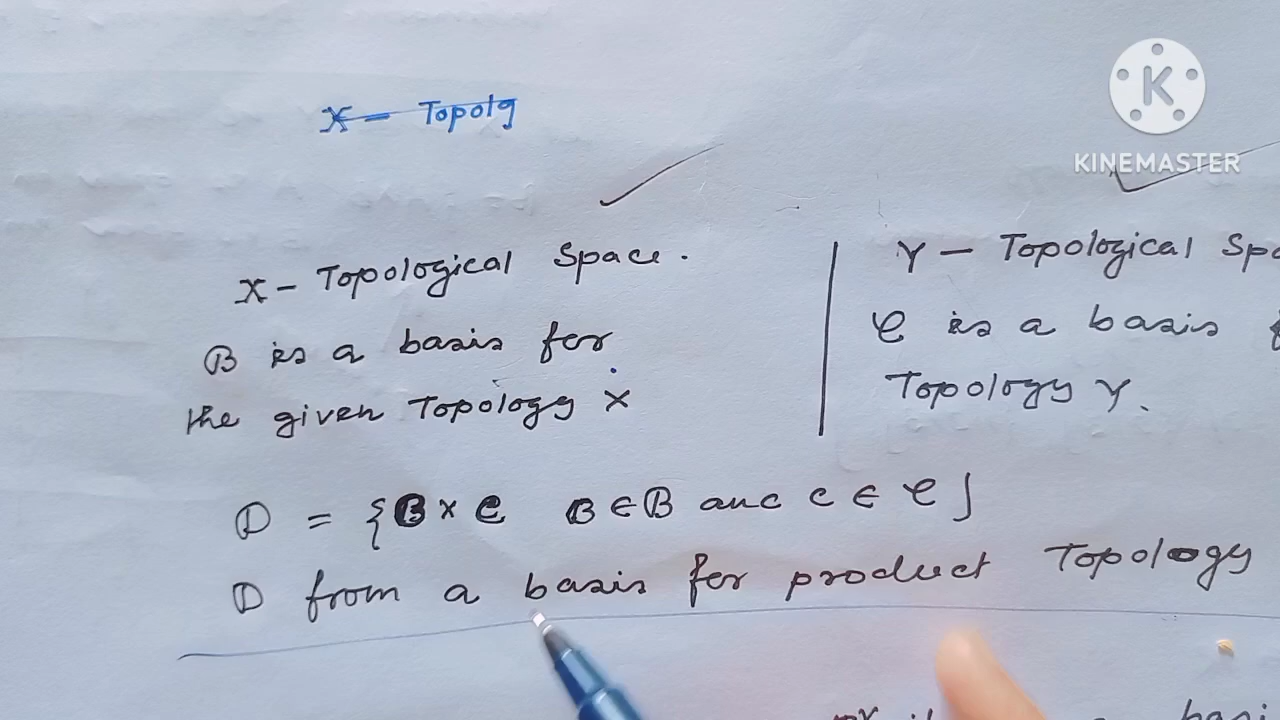 KINEMASTER
X - Topolg
X - Topological Space.
B is a basis for
the given Topology X
Y - Topological Spa
C is a basis f
Topology Y.
D = {B x C B ∈ B anc c ∈ C}
D from a basis for product Topology
basi